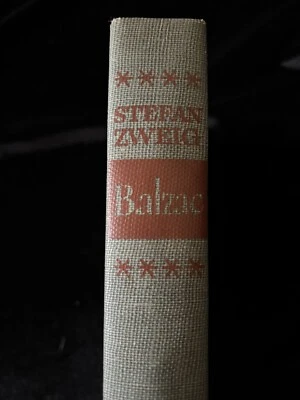 ****
STEFAN
ZWEIG
Balzac
****